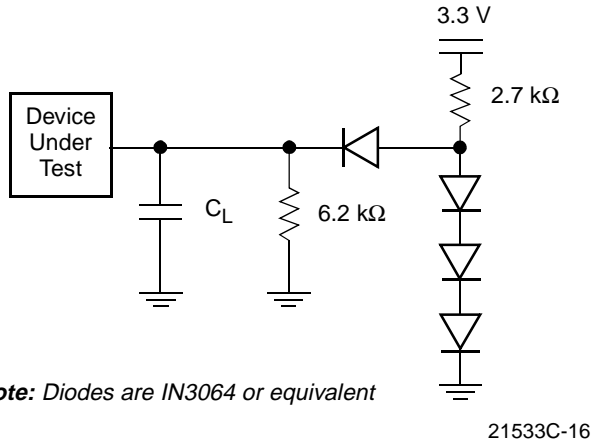 3.3 V
2.7 kΩ
Device
Under
Test
C_L
6.2 kΩ
ote: Diodes are IN3064 or equivalent
21533C-16